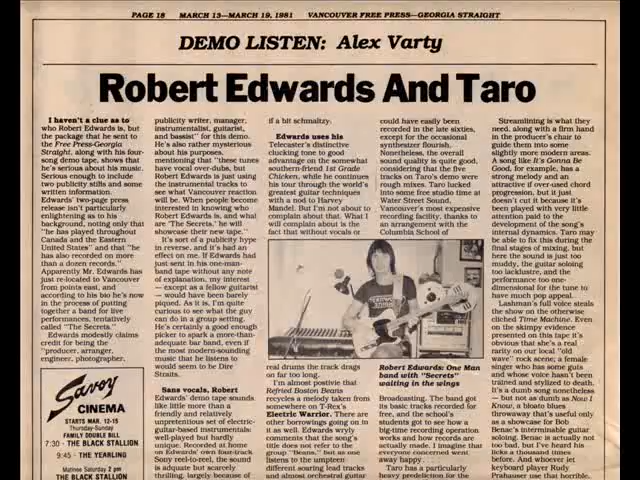 PAGE 18 MARCH 13—MARCH 19, 1981 VANCOUVER FREE PRESS—GEORGIA STRAIGHT
DEMO LISTEN: Alex Varty
Robert Edwards And Taro
I haven't a clue as to
who Robert Edwards is, but
the package that he sent to
the Free Press-Georgia
Straight, along with his four-
song demo tape, shows that
he's serious about his music.
Serious enough to include
two publicity stills and some
written information.
Edwards' two-page press
release isn't particularly
enlightening as to his
background, noting only that
"he has played throughout
Canada and the Eastern
United States" and that "he
has also recorded on more
than a dozen records."
Apparently Mr. Edwards has
just re-located to Vancouver
from points east, and
according to his bio he's now
in the process of putting
together a band for live
performances, tentatively
called "The Secrets."
Edwards modestly claims
credit for being the
"producer, arranger,
engineer, photographer,
Savoy
CINEMA
STARTS MAR. 12-15
Thursday-Sunday
FAMILY DOUBLE BILL
7:30 - THE BLACK STALLION
9:45 - THE YEARLING
Matinee Saturday 2 pm
THE BLACK STALLION
publicity writer, manager,
instrumentalist, guitarist,
and bassist" for this demo.
He's also rather mysterious
about his purposes,
mentioning that "these tunes
have vocal over-dubs, but
Robert Edwards is just using
the instrumental tracks to
see what Vancouver reaction
will be. When people become
interested in knowing who
Robert Edwards is, and what
are 'The Secrets,' he will
showcase their new tape."
It's sort of a publicity hype
in reverse, and it's had an
effect on me. If Edwards had
just sent in his one-man-
band tape without any note
of explanation, my interest
— except as a fellow guitarist
— would have been barely
piqued. As it is, I'm quite
curious to see what the guy
can do in a group setting.
He's certainly a good enough
picker to spark a more-than-
adequate bar band, even if
the most modern-sounding
music that he allows to
would seem to be Dire
Straits.
Sans vocals, Robert
Edwards' demo tape sounds
like little more than a
friendly and relatively
unpretentious set of electric-
guitar-based instrumentals:
well-played but hardly
unique. Recorded at home
on Edwards' own four-track
Sony reel-to-reel, the sound
is adquate but scarcely
thrilling, largely because of
if a bit schmaltzy.
Edwards uses his
Telecaster's distinctive
clucking tone to good
advantage on the somewhat
southern-fried 1st Grade
Chicken, while he continues
his tour through the world's
greatest guitar techniques
with a nod to Harvey
Mandel. But I'm not about to
complain about that. What I
will complain about is the
fact that without vocals or
real drums the track drags
on far too long.
I'm almost postivie that
Refried Boston Beans
recycles a melody taken from
somewhere on T-Rex's
Electric Warrior. There are
other borrowings going on in
it as well. Edwards wryly
comments that the song's
title does not refer to the
group "Beans," but as one
listens to the umpteen
different soaring lead tracks
and almost orchestral guitar
could have easily been
recorded in the late sixties,
except for the occasional
synthesizer flourish.
Nonetheless, the overall
sound quality is quite good,
considering that the five
tracks on Taro's demo were
rough mixes. Taro lucked
into some free studio time at
Water Street Sound,
Vancouver's most expensive
recording facility, thanks to
an arrangement with the
Columbia School of
Robert Edwards: One Man
band with "Secrets"
waiting in the wings
Broadcasting. The band got
its basic tracks recorded for
free, and the school's
students got to see how a
big-time recording operation
works and how records are
actually made. I imagine that
everyone concerned went
away happy . . .
Taro has a particularly
heavy predeliction for the
Streamlining is what they
need, along with a firm hand
in the producer's chair to
guide them into some
slightly more modern areas.
A song like It's Gonna Be
Good, for example, has a
strong melody and an
attractive if over-used chord
progression, but it just
doesn't cut it because it's
been played with very little
attention paid to the
development of the song's
internal dynamics. Taro may
be able to fix this during the
final stages of mixing, but
here the sound is just too
muddy, the guitar soloing
too lacklustre, and the
performance too one-
dimensional for the tune to
have much pop appeal.
Lashman's full voice steals
the show on the otherwise
cliched Time Machine. Even
on the skimpy evidence
presented on this tape it's
obvious that she's a real
rarity on our local "old
wave" rock scene; a female
singer who has some guts
and whose voice hasn't been
trained and stylized to death.
It's a dumb song nonetheless
— but not as dumb as Now I
Know, a bloato blues
throwaway that's useful only
as a showcase for Bob
Benac's determinedly linear
guitar soloing. Benac is actually not
too bad, but I've heard his
licks a thousand times
before. And whoever let
keyboard player Rudy
Prahauser use that horrible,